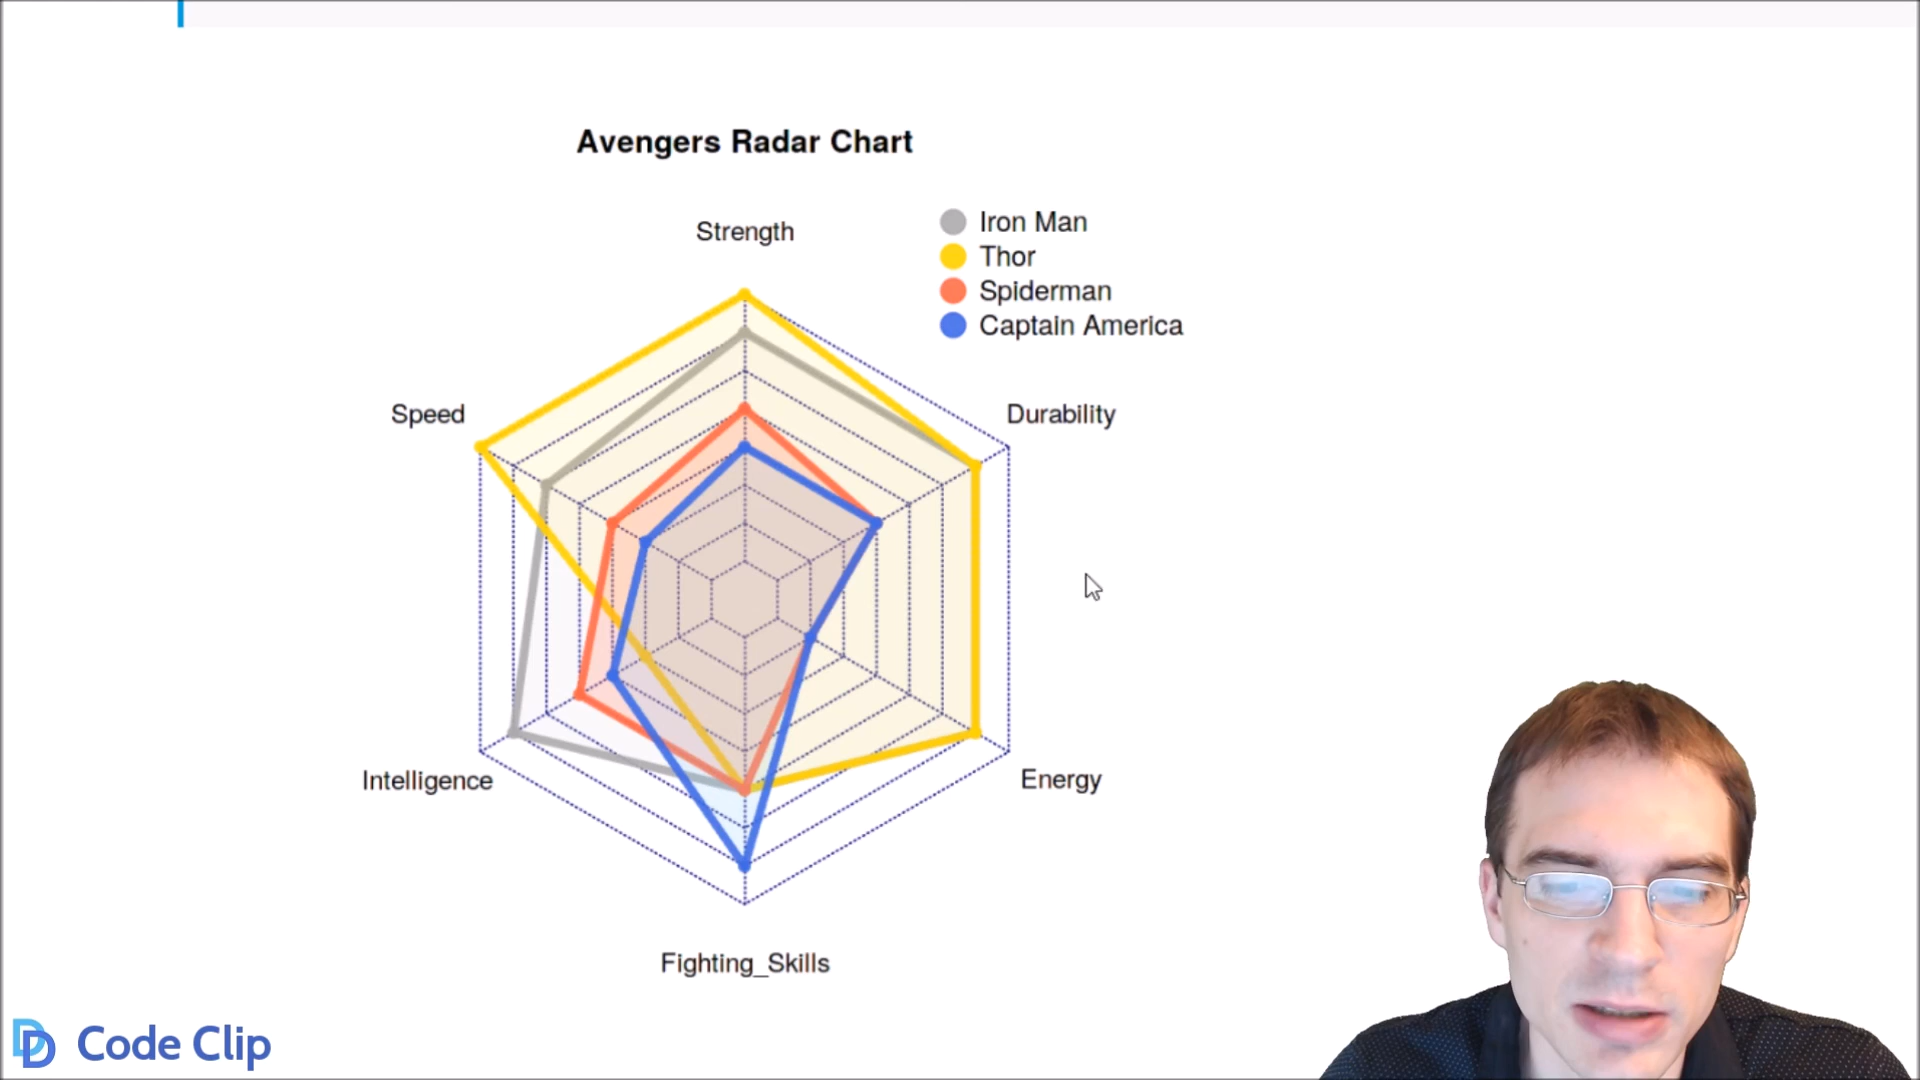 Avengers Radar Chart
Strength
Iron Man
Thor
Spiderman
Captain America
Speed
Durability
Intelligence
Energy
Fighting_Skills
Code Clip